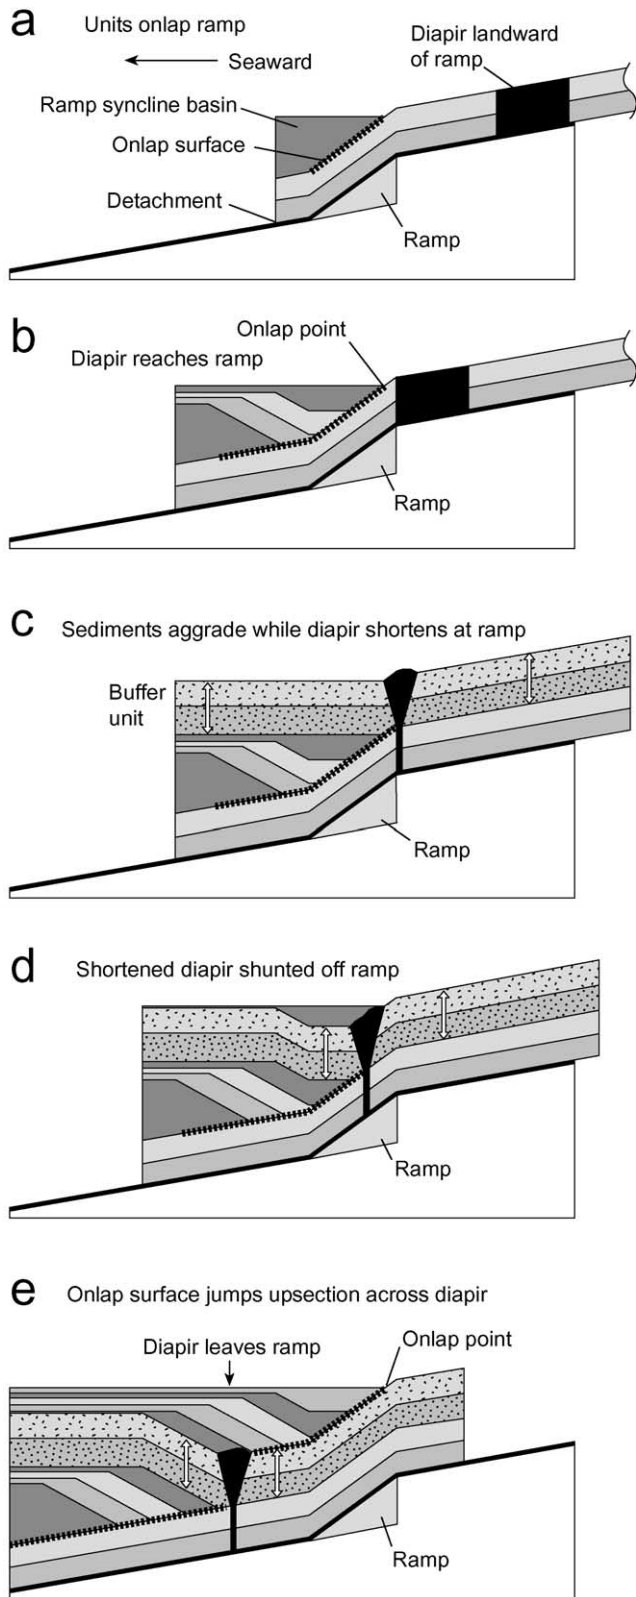 a
Units onlap ramp
Seaward
Diapir landward
of ramp
Ramp syncline basin
Onlap surface
Detachment
Ramp
b
Diapir reaches ramp
Onlap point
Ramp
c
Sediments aggrade while diapir shortens at ramp
Buffer
unit
Ramp
d
Shortened diapir shunted off ramp
Ramp
e
Onlap surface jumps upsection across diapir
Diapir leaves ramp
Onlap point
Ramp